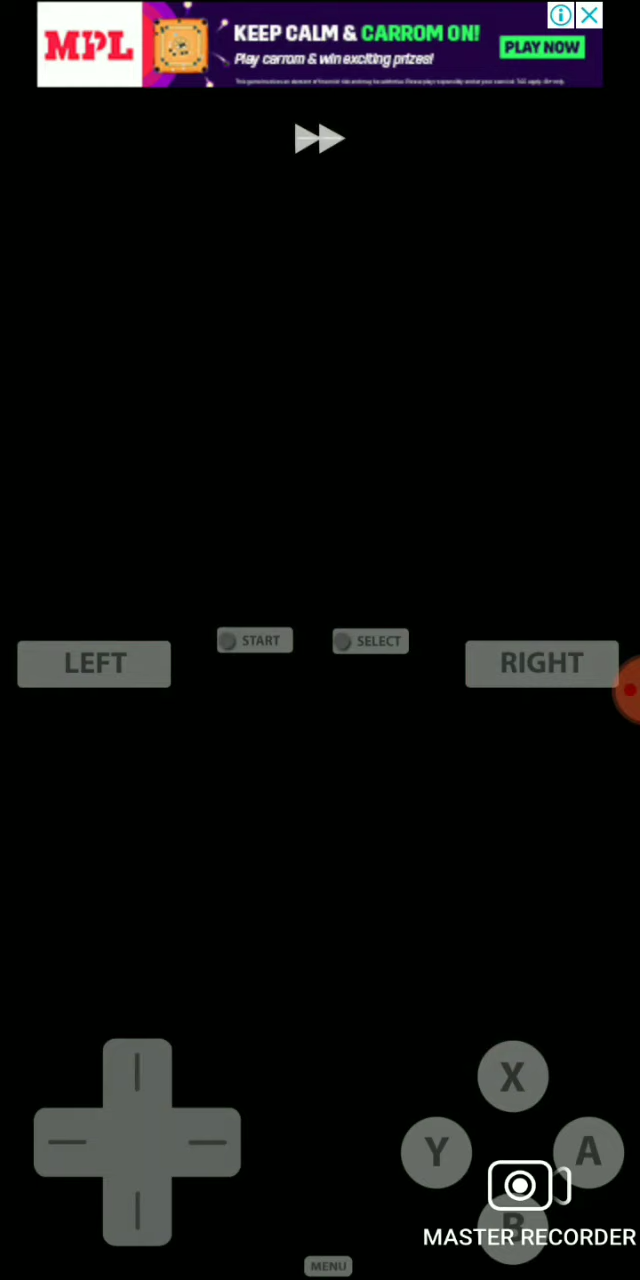 MPL
KEEP CALM & CARROM ON!
Play carrom & win exciting prizes!
PLAY NOW
START
SELECT
LEFT
RIGHT
X
Y
A
B
MASTER RECORDER
MENU